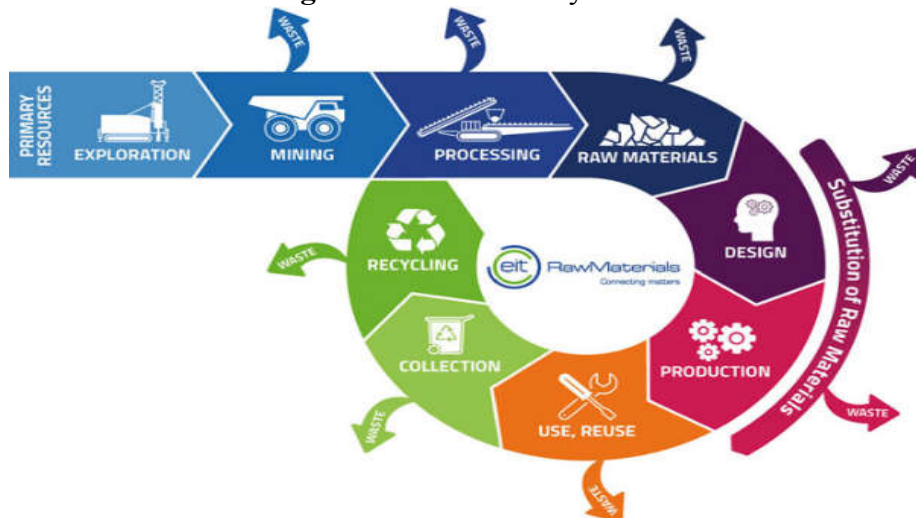 WASTE
WASTE
WASTE
PRIMARY
RESOURCES
EXPLORATION
MINING
PROCESSING
RAW MATERIALS
WASTE
Substitution of Raw Materials
DESIGN
RECYCLING
eit RawMaterials
Connecting matters
WASTE
COLLECTION
PRODUCTION
WASTE
USE, REUSE
WASTE
WASTE